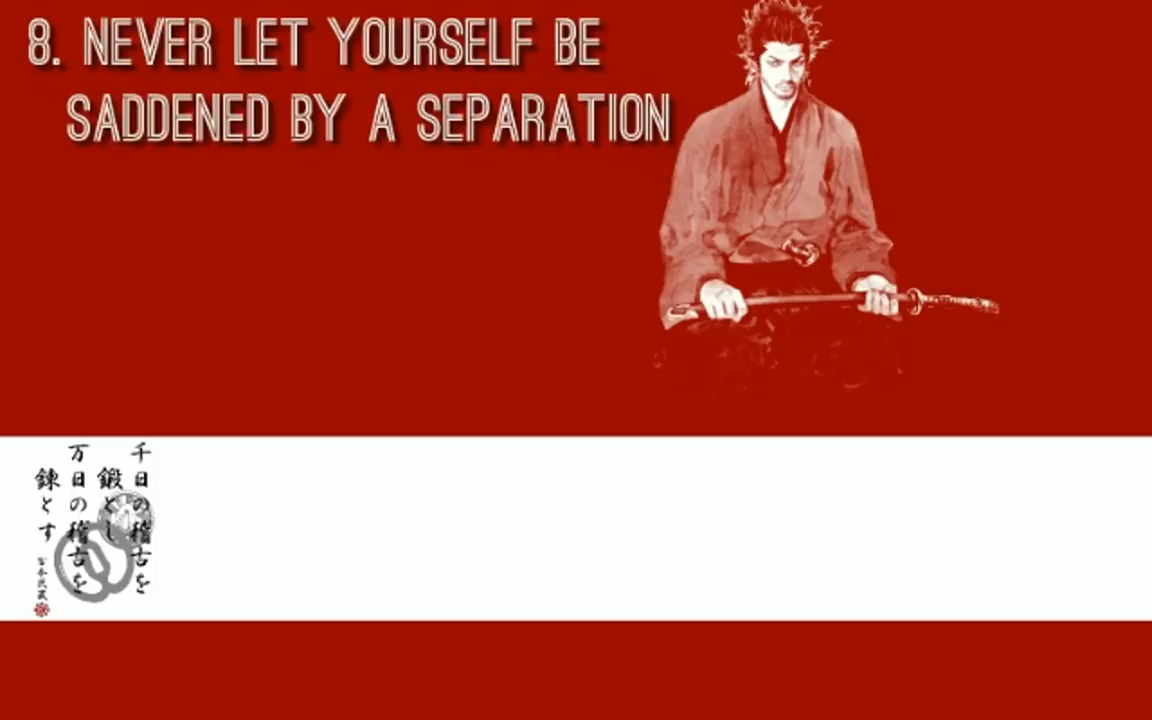 8. NEVER LET YOURSELF BE
SADDENED BY A SEPARATION
千日の稽古を
鍛とし
万日の稽古を
錬とす